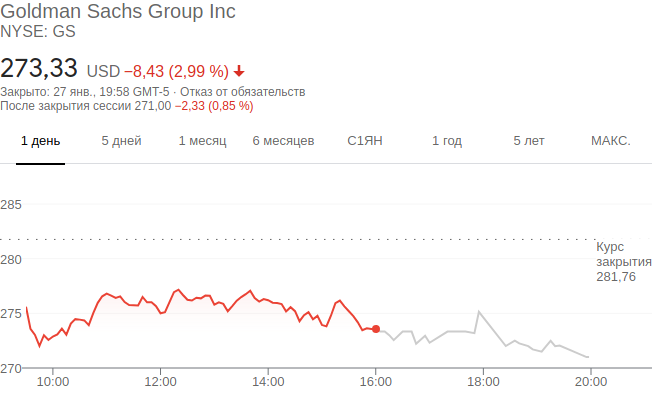 Goldman Sachs Group Inc
NYSE: GS
273,33 USD −8,43 (2,99 %)
Закрыто: 27 янв., 19:58 GMT-5 · Отказ от обязательств
После закрытия сессии 271,00 −2,33 (0,85 %)
1 день 5 дней 1 месяц 6 месяцев С1ЯН 1 год 5 лет МАКС.
285
Курс
закрытия
281,76
280
275
270
10:00 12:00 14:00 16:00 18:00 20:00